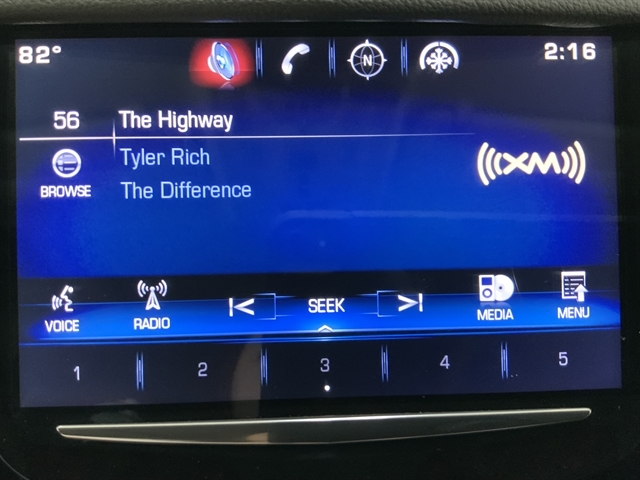 82° 2:16
N
56 The Highway
Tyler Rich
BROWSE The Difference
((XM))
VOICE RADIO SEEK MEDIA MENU
1 2 3 4 5